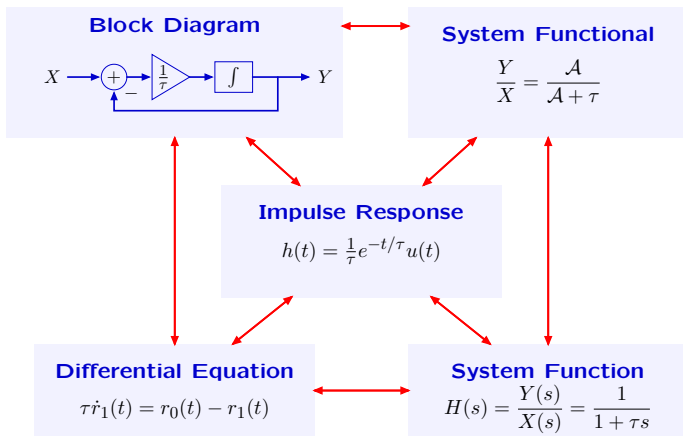 Block Diagram
X + − 1/τ ∫ Y
System Functional
Y/X = 𝒜/(𝒜 + τ)
Impulse Response
h(t) = 1/τ e^{−t/τ} u(t)
Differential Equation
τṙ₁(t) = r₀(t) − r₁(t)
System Function
H(s) = Y(s)/X(s) = 1/(1 + τs)